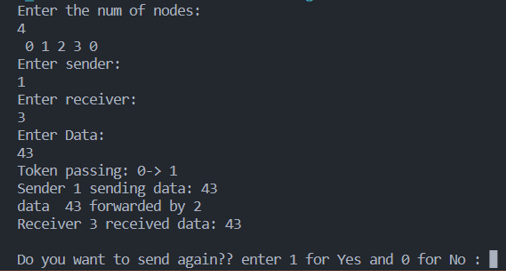 Enter the num of nodes:
4
0 1 2 3 0
Enter sender:
1
Enter receiver:
3
Enter Data:
43
Token passing: 0-> 1
Sender 1 sending data: 43
data  43 forwarded by 2
Receiver 3 received data: 43
Do you want to send again?? enter 1 for Yes and 0 for No :